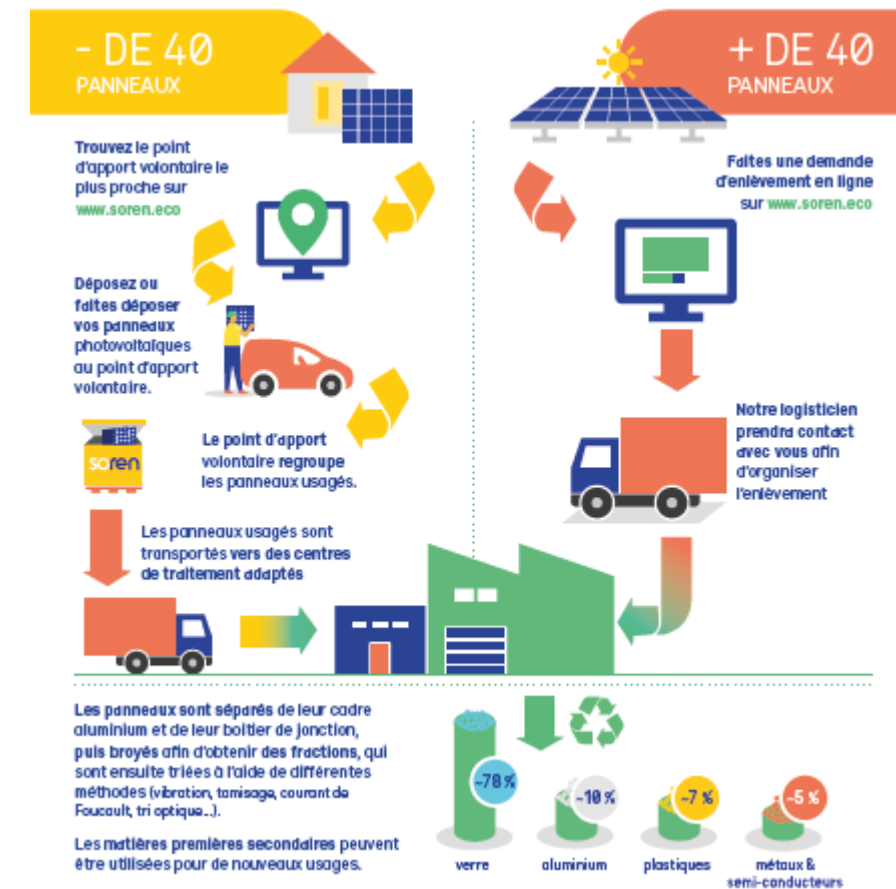 - DE 40
PANNEAUX
Trouvez le point
d'apport volontaire le
plus proche sur
www.soren.eco
Déposez ou
faites déposer
vos panneaux
photovoltaïques
au point d'apport
volontaire.
soren
Le point d'apport
volontaire regroupe
les panneaux usagés.
Les panneaux usagés sont
transportés vers des centres
de traitement adaptés
+ DE 40
PANNEAUX
Faites une demande
d'enlèvement en ligne
sur www.soren.eco
Notre logisticien
prendra contact
avec vous afin
d'organiser
l'enlèvement
Les panneaux sont séparés de leur cadre
aluminium et de leur boîtier de jonction,
puis broyés afin d'obtenir des fractions, qui
sont ensuite triées à l'aide de différentes
méthodes (vibration, tamisage, courant de
Foucault, tri optique...).
Les matières premières secondaires peuvent
être utilisées pour de nouveaux usages.
~78 %
verre
~10 %
aluminium
~7 %
plastiques
~5 %
métaux &
semi-conducteurs